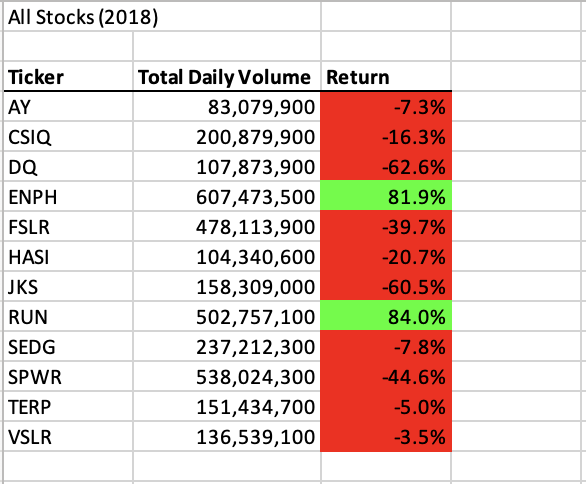 All Stocks (2018)
Ticker Total Daily Volume Return
AY 83,079,900 -7.3%
CSIQ 200,879,900 -16.3%
DQ 107,873,900 -62.6%
ENPH 607,473,500 81.9%
FSLR 478,113,900 -39.7%
HASI 104,340,600 -20.7%
JKS 158,309,000 -60.5%
RUN 502,757,100 84.0%
SEDG 237,212,300 -7.8%
SPWR 538,024,300 -44.6%
TERP 151,434,700 -5.0%
VSLR 136,539,100 -3.5%